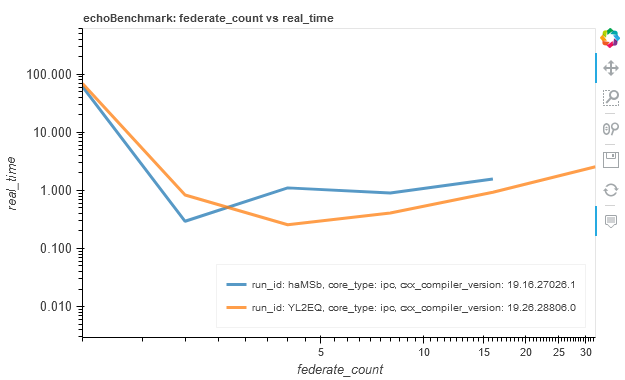 echoBenchmark: federate_count vs real_time
100.000
10.000
1.000
0.100
0.010
real_time
run_id: haMSb, core_type: ipc, cxx_compiler_version: 19.16.27026.1
run_id: YL2EQ, core_type: ipc, cxx_compiler_version: 19.26.28806.0
5 10 15 20 25 30
federate_count